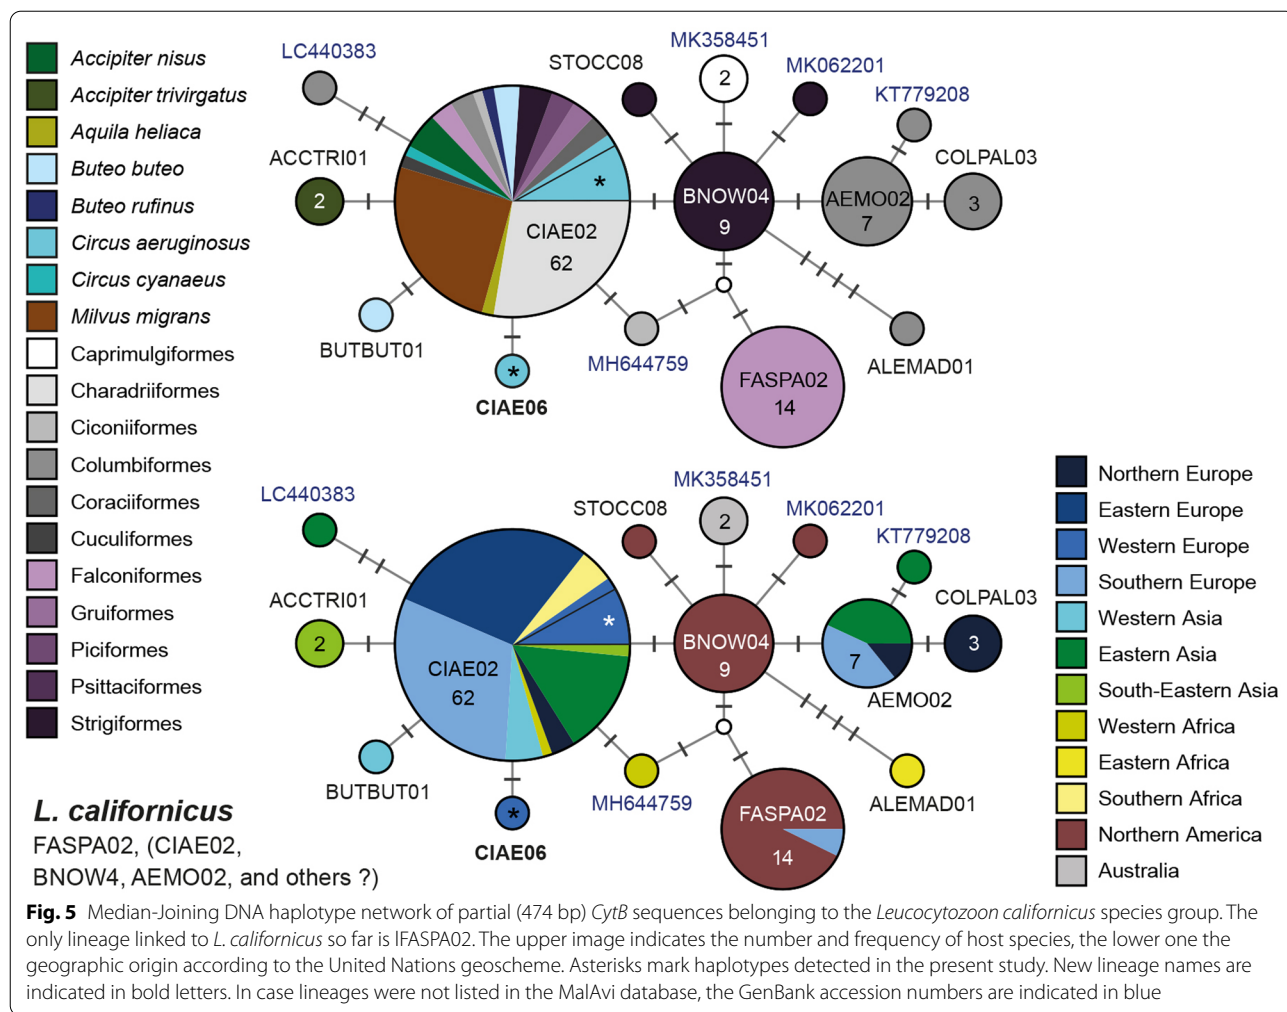 Accipiter nisus
Accipiter trivirgatus
Aquila heliaca
Buteo buteo
Buteo rufinus
Circus aeruginosus
Circus cyanaeus
Milvus migrans
Caprimulgiformes
Charadriiformes
Ciconiiformes
Columbiformes
Coraciiformes
Cuculiformes
Falconiformes
Gruiformes
Piciformes
Psittaciformes
Strigiformes
LC440383
ACCTRI01
2
BUTBUT01
CIAE02
62
*
*
CIAE06
STOCC08
MK358451
2
MK062201
KT779208
BNOW04
9
AEMO02
7
COLPAL03
3
MH644759
FASPA02
14
ALEMAD01
LC440383
ACCTRI01
2
BUTBUT01
CIAE02
62
*
*
CIAE06
STOCC08
MK358451
2
MK062201
KT779208
BNOW04
9
7
AEMO02
COLPAL03
3
MH644759
FASPA02
14
ALEMAD01
Northern Europe
Eastern Europe
Western Europe
Southern Europe
Western Asia
Eastern Asia
South-Eastern Asia
Western Africa
Eastern Africa
Southern Africa
Northern America
Australia
L. californicus
FASPA02, (CIAE02,
BNOW4, AEMO02, and others ?)
Fig. 5 Median-Joining DNA haplotype network of partial (474 bp) CytB sequences belonging to the Leucocytozoon californicus species group. The
only lineage linked to L. californicus so far is lFASPA02. The upper image indicates the number and frequency of host species, the lower one the
geographic origin according to the United Nations geoscheme. Asterisks mark haplotypes detected in the present study. New lineage names are
indicated in bold letters. In case lineages were not listed in the MalAvi database, the GenBank accession numbers are indicated in blue